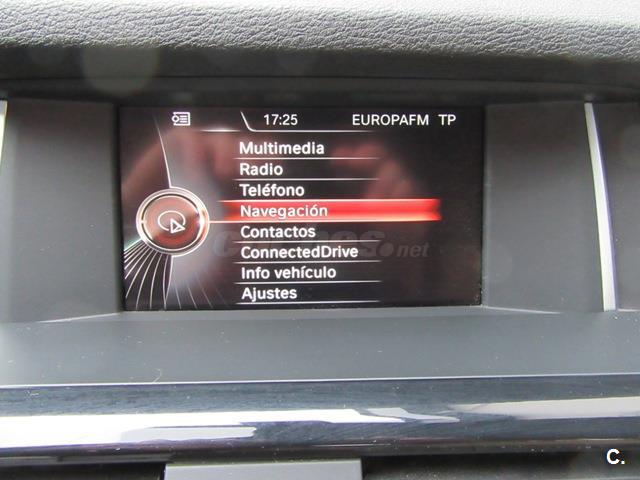 17:25 EUROPAFM TP
Multimedia
Radio
Teléfono
Navegación
Contactos
ConnectedDrive
Info vehículo
Ajustes
C.